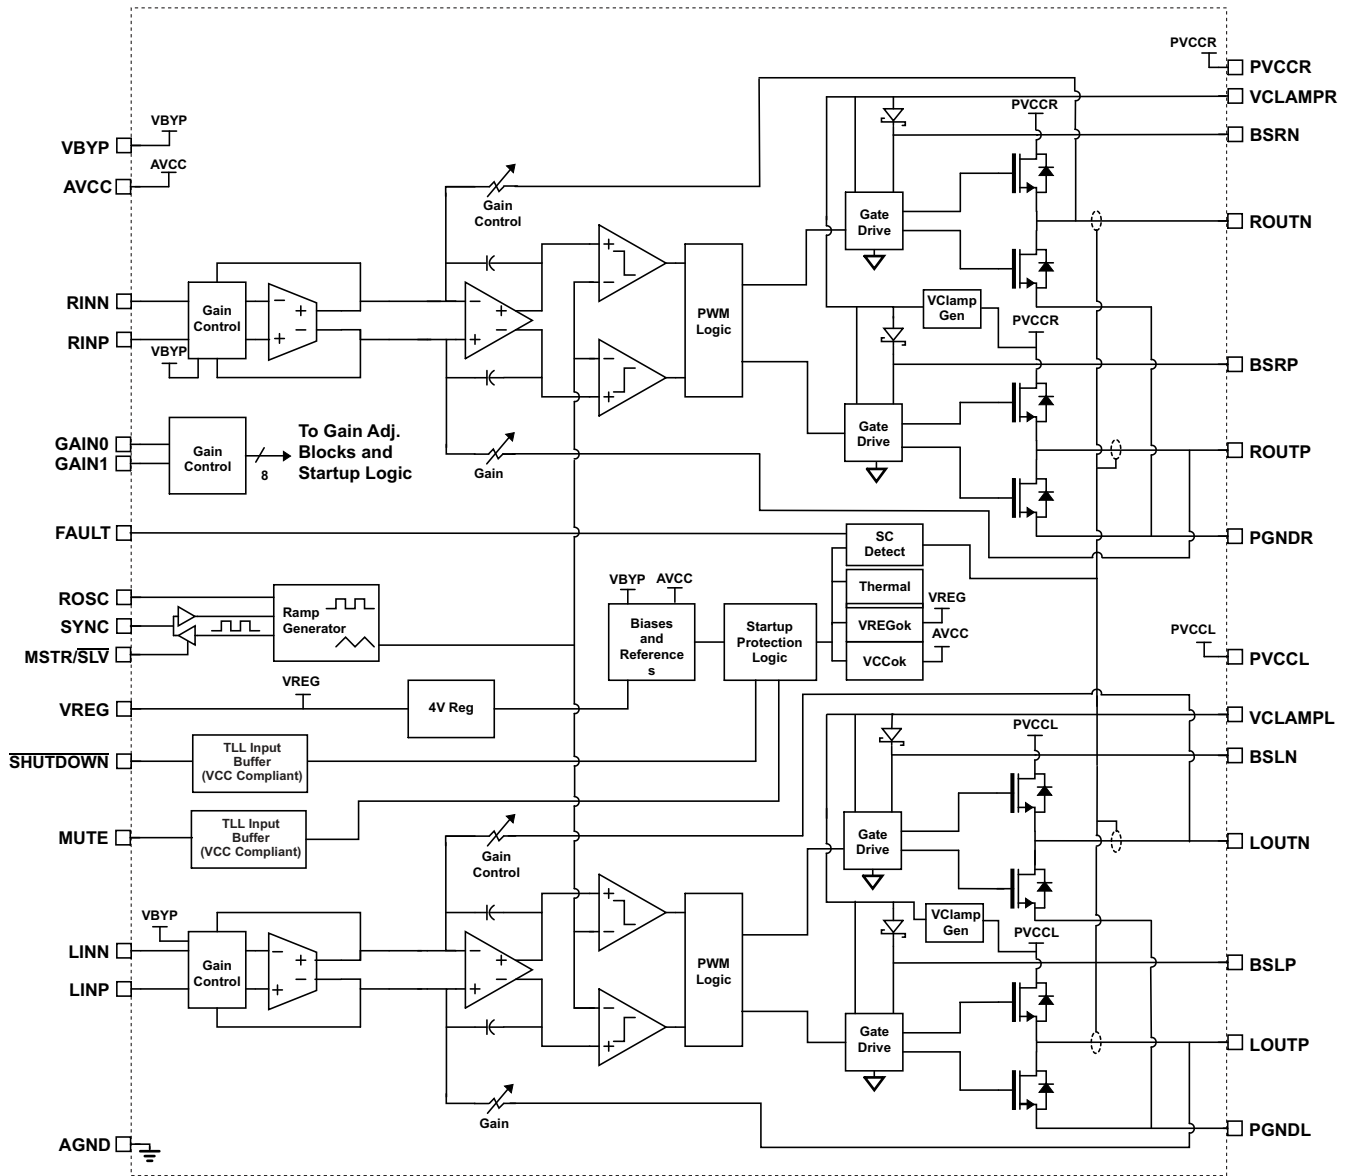 PVCCR
PVCCR
VCLAMPR
VBYP
VBYP
PVCCR
BSRN
AVCC
AVCC
Gain
Control
Gate
Drive
ROUTN
RINN
Gain
Control
−
+
+
−
−
+
+
−
+
−
PWM
Logic
VClamp
Gen
PVCCR
RINP
VBYP
−
+
BSRP
GAIN0
GAIN1
Gain
Control
8
To Gain Adj.
Blocks and
Startup Logic
Gain
Gate
Drive
ROUTP
FAULT
SC
Detect
PGNDR
ROSC
SYNC
MSTR/SLV
Ramp
Generator
VBYP
AVCC
Biases
and
Reference
s
Startup
Protection
Logic
Thermal
VREGok
VREG
AVCC
VCCok
PVCCL
PVCCL
VREG
VREG
4V Reg
VCLAMPL
PVCCL
SHUTDOWN
TLL Input
Buffer
(VCC Compliant)
BSLN
MUTE
TLL Input
Buffer
(VCC Compliant)
Gain
Control
Gate
Drive
LOUTN
VBYP
LINN
LINP
Gain
Control
−
+
+
−
−
+
+
−
+
−
PWM
Logic
VClamp
Gen
PVCCL
BSLP
−
+
Gate
Drive
LOUTP
Gain
AGND
PGNDL